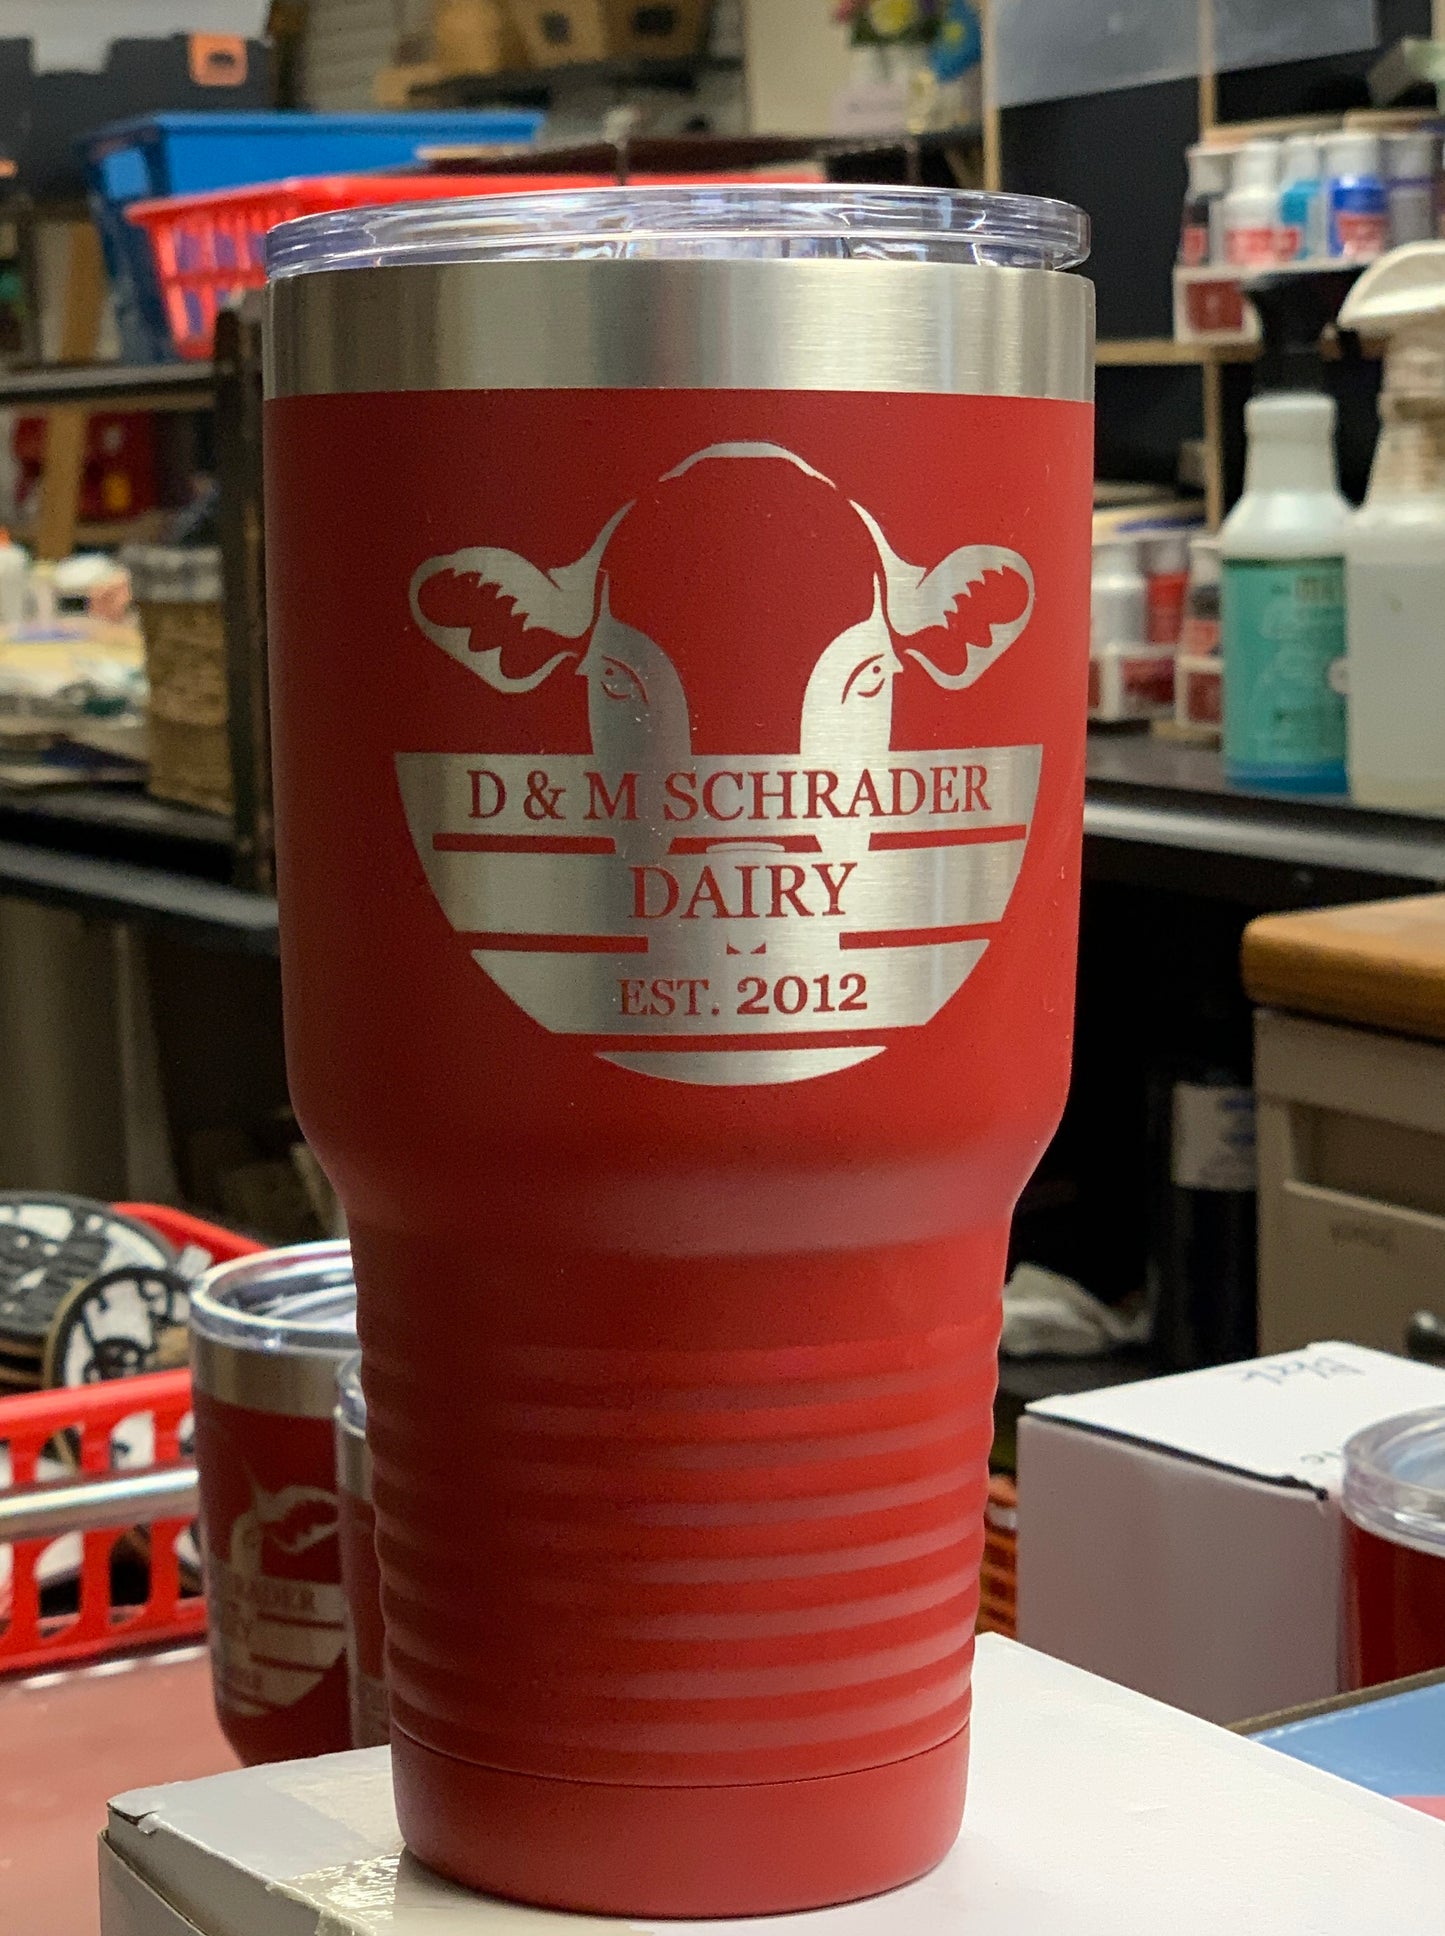 D & M SCHRADER
DAIRY
EST. 2012